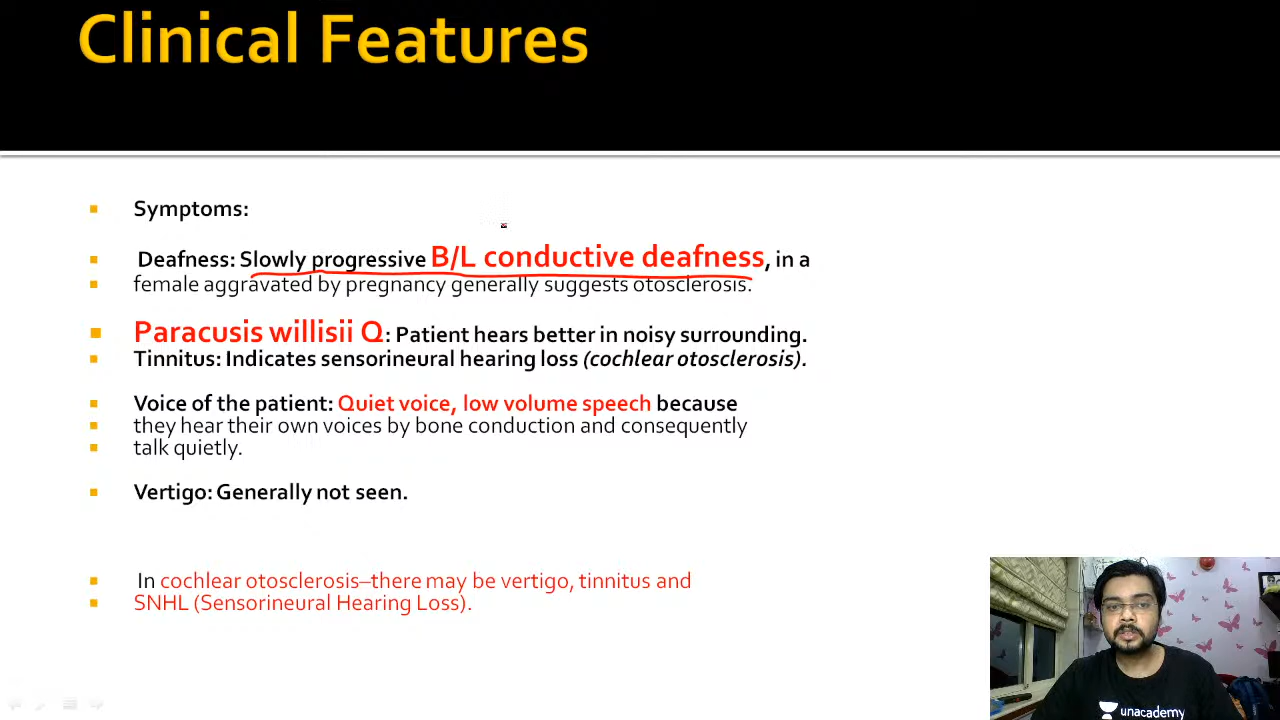 Clinical Features
Symptoms:
Deafness: Slowly progressive B/L conductive deafness, in a
female aggravated by pregnancy generally suggests otosclerosis.
Paracusis willisii Q: Patient hears better in noisy surrounding.
Tinnitus: Indicates sensorineural hearing loss (cochlear otosclerosis).
Voice of the patient: Quiet voice, low volume speech because
they hear their own voices by bone conduction and consequently
talk quietly.
Vertigo: Generally not seen.
In cochlear otosclerosis–there may be vertigo, tinnitus and
SNHL (Sensorineural Hearing Loss).
unacademy